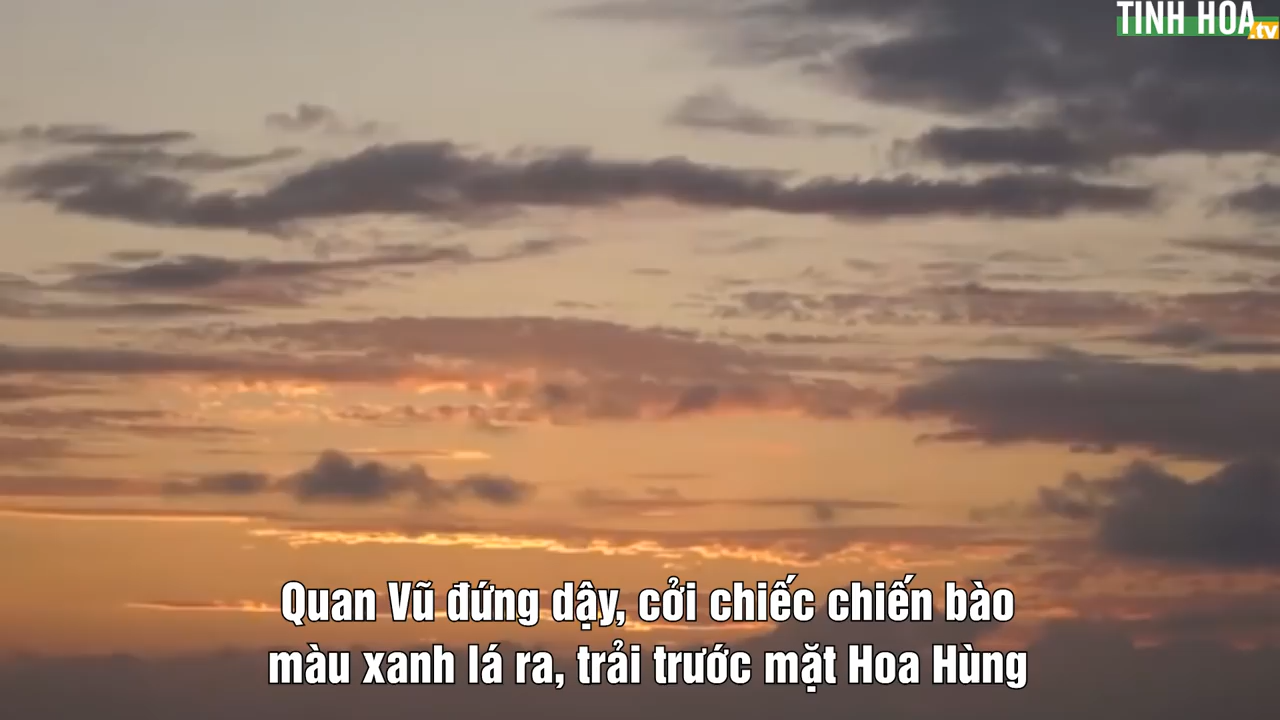 TINH HOA
.tv
Quan Vũ đứng dậy, cởi chiếc chiến bào
màu xanh lá ra, trải trước mặt Hoa Hùng